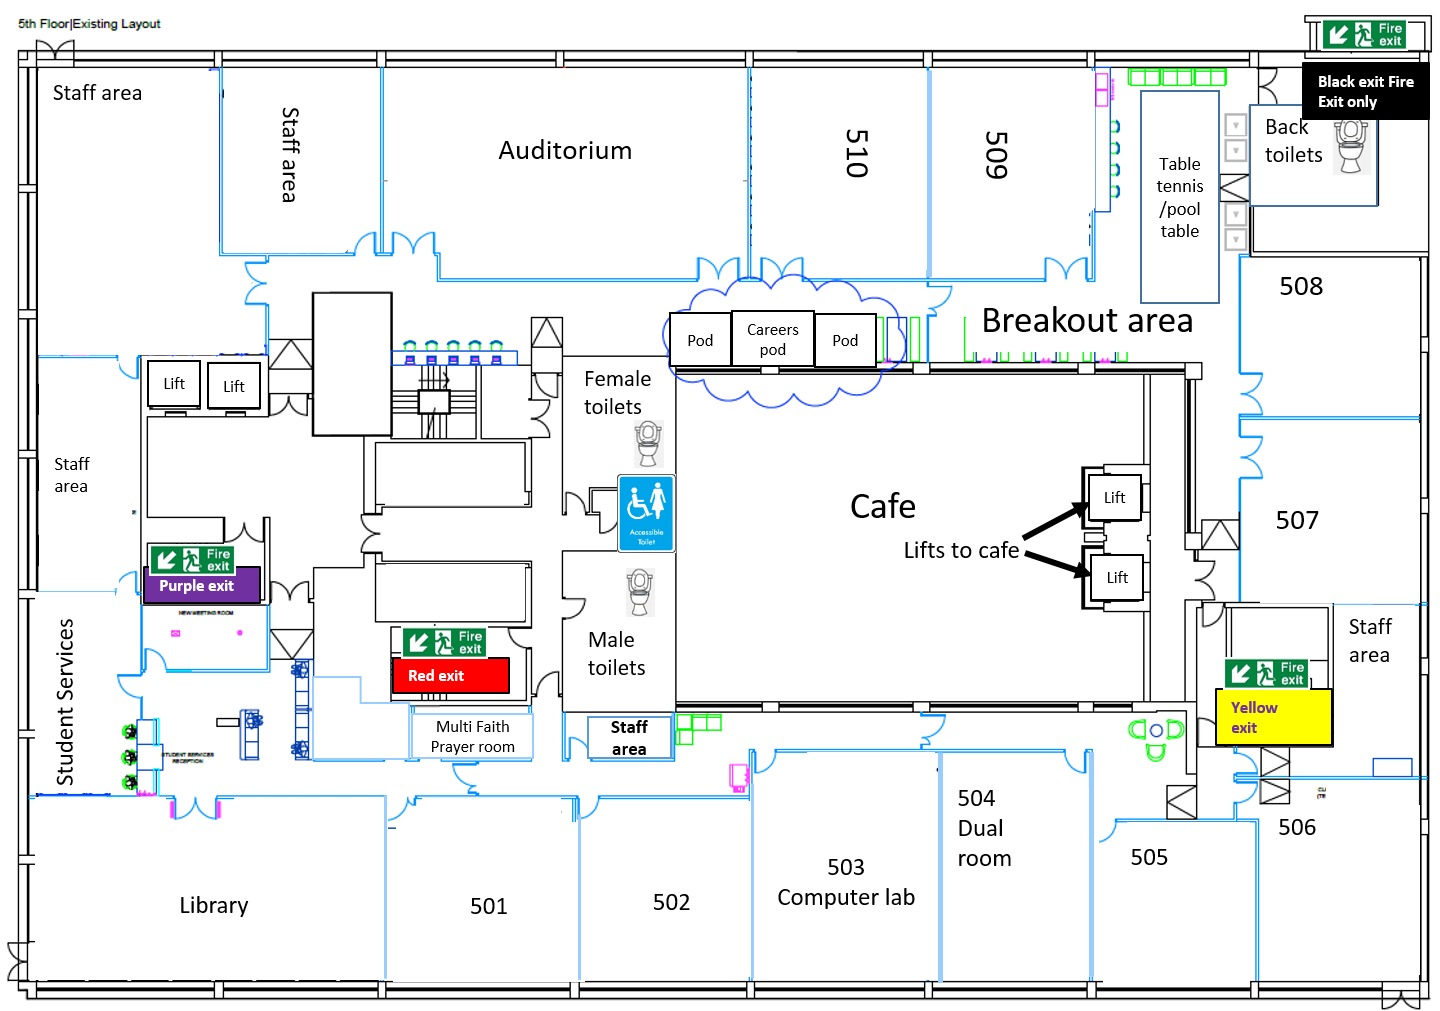 5th Floor|Existing Layout
Fire
exit
Black exit Fire
Exit only
Staff area
Staff area
Auditorium
510
509
Table
tennis
/pool
table
Back
toilets
508
Breakout area
Pod
Careers
pod
Pod
Lift
Lift
Female
toilets
Staff
area
Cafe
Lift
Lifts to cafe
Lift
507
Accessible
Toilet
Fire
exit
Purple exit
NEW MEETING ROOM
Student Services
Fire
exit
Red exit
Male
toilets
Staff
area
Fire
exit
Yellow
exit
Multi Faith
Prayer room
Staff
area
STUDENT SERVICES
RECEPTION
504
Dual
room
506
505
503
Computer lab
Library
501
502